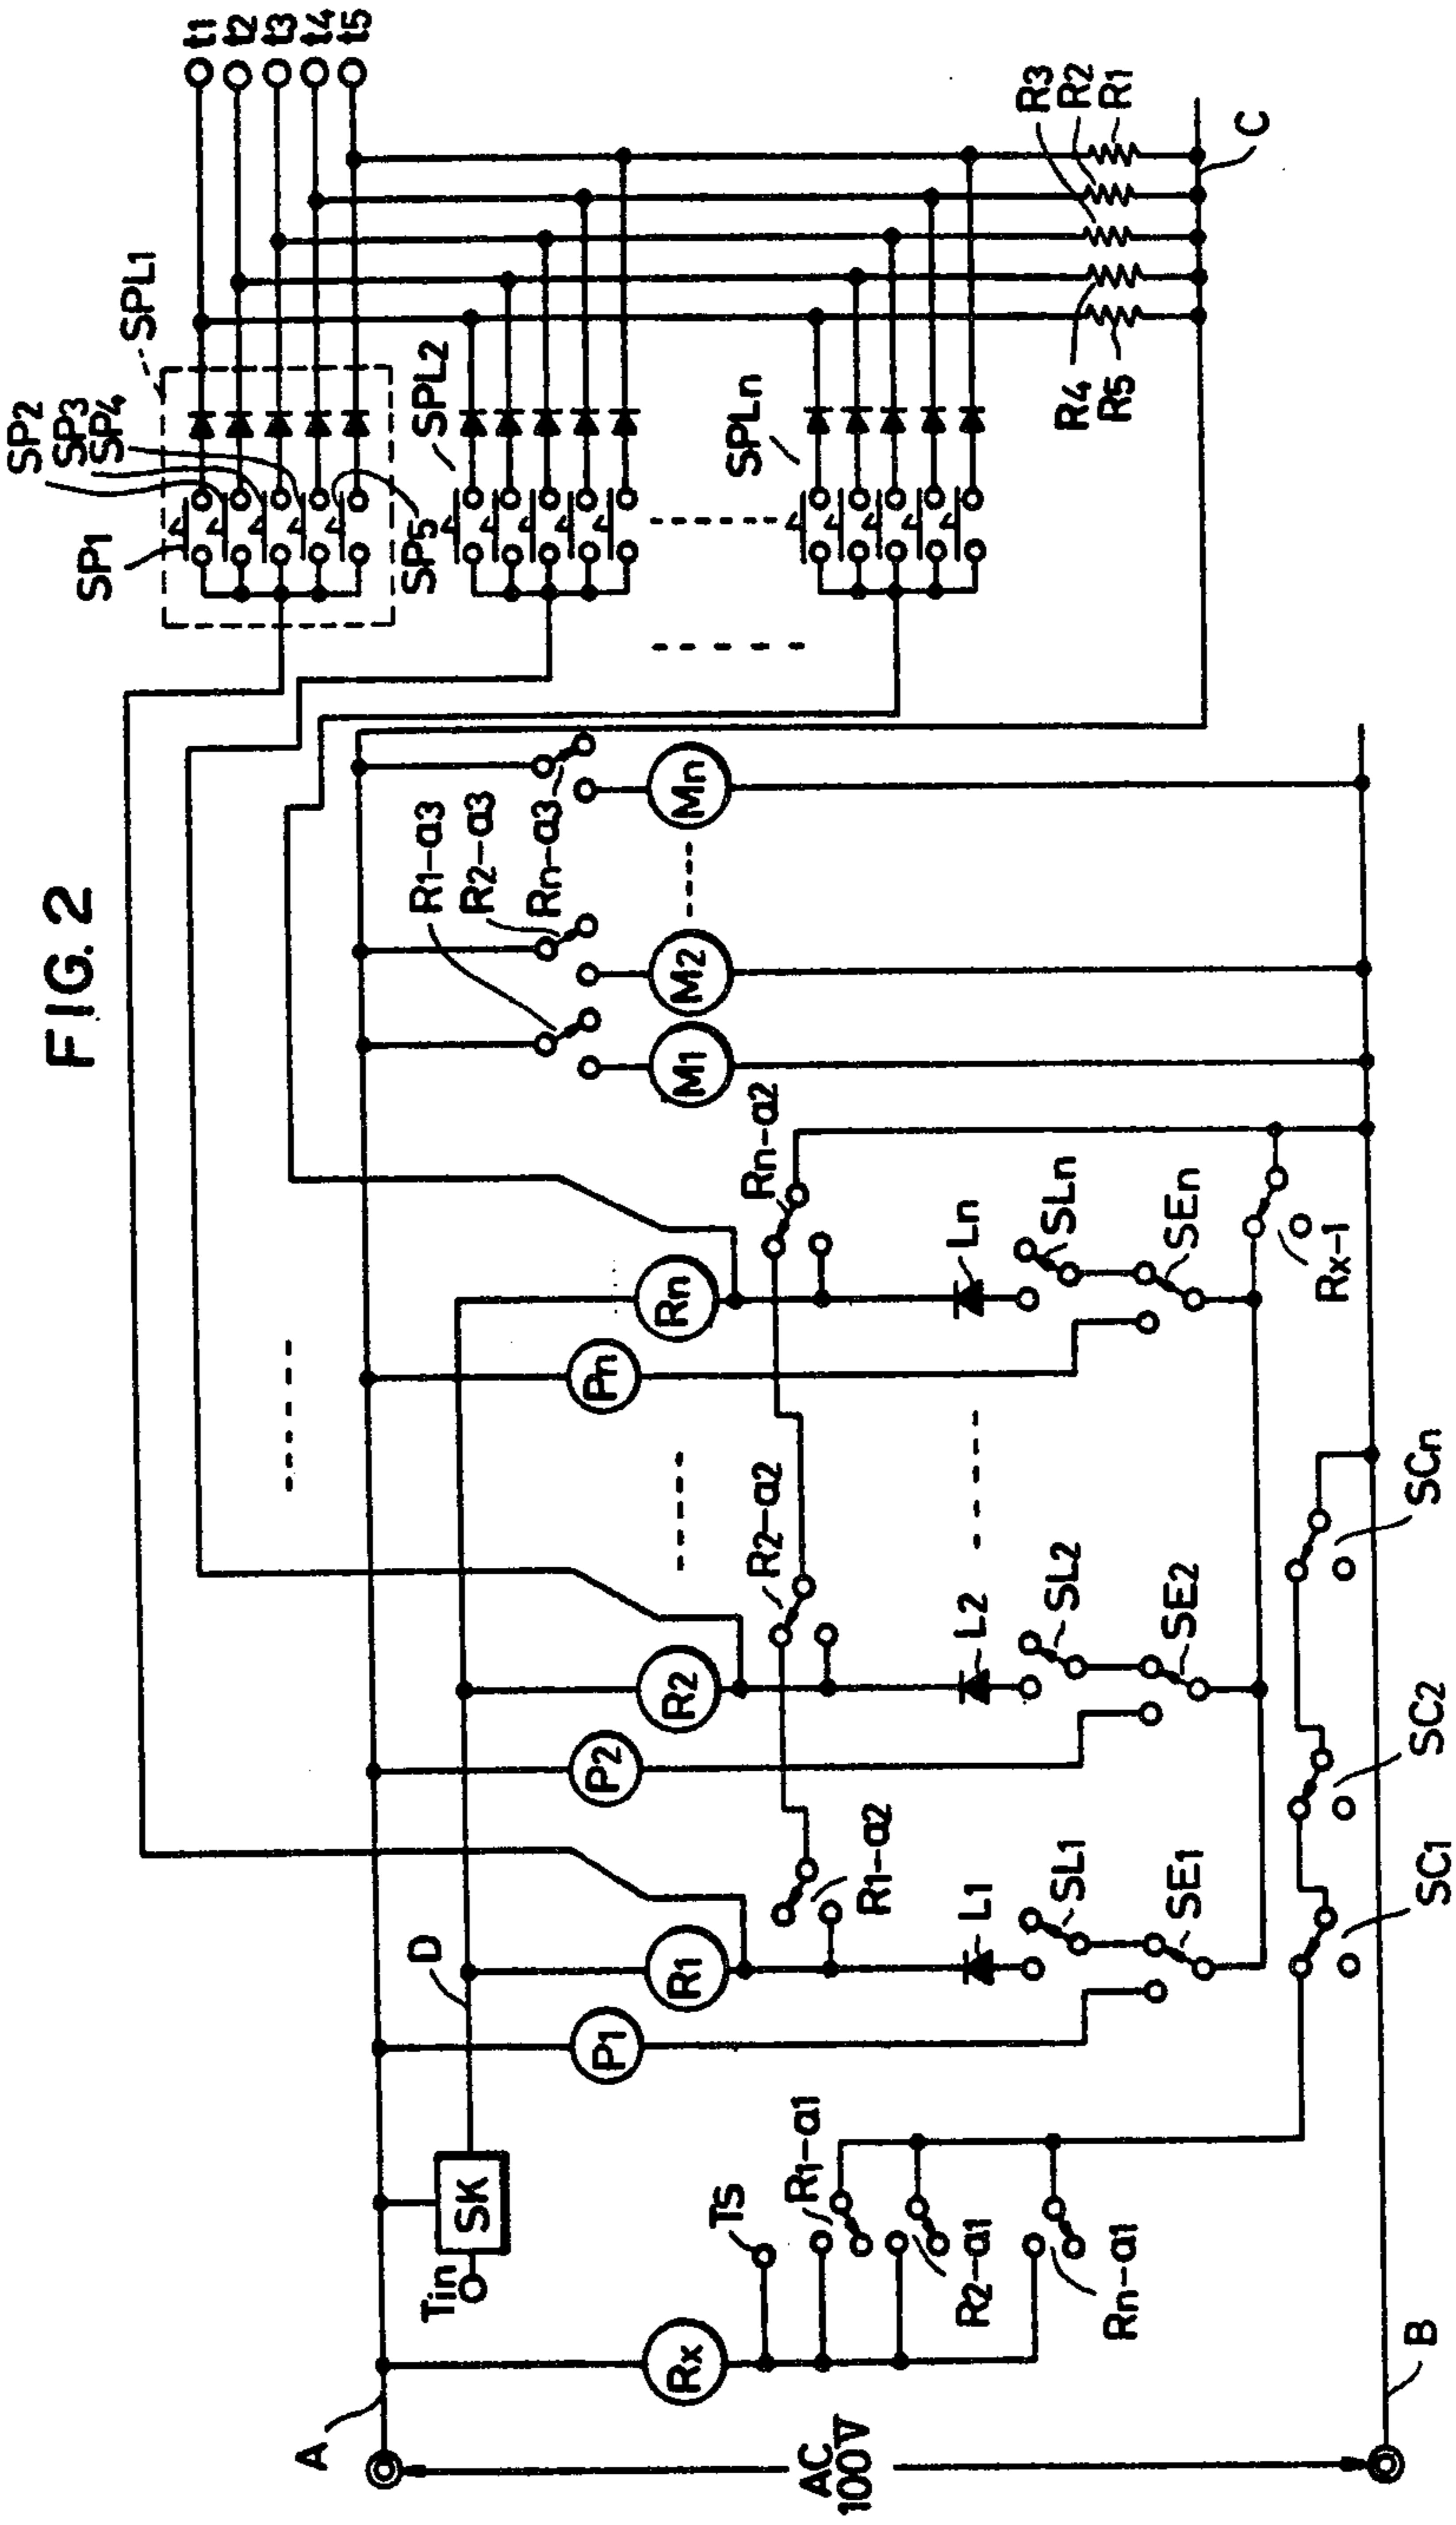 FIG. 2
A
AC
100V
B
Tin
SK
D
Rx
TS
R1-a1
R2-a1
Rn-a1
P1
R1
R1-a2
L1
SL1
SE1
SC1
P2
R2
R2-a2
L2
SL2
SE2
SC2
Pn
Rn
Rn-a2
Ln
SLn
SEn
SCn
Rx-1
M1
M2
Mn
R1-a3
R2-a3
Rn-a3
SP1
SP2
SP3
SP4
SP5
SPL1
SPL2
SPLn
t1
t2
t3
t4
t5
R3
R2
R1
R4
R5
C